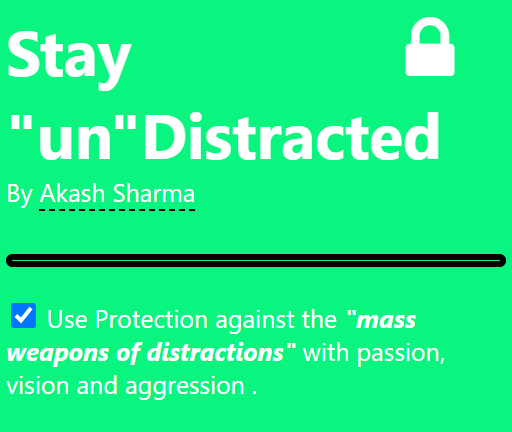 Stay
"un"Distracted
By Akash Sharma
Use Protection against the "mass
weapons of distractions" with passion,
vision and aggression .